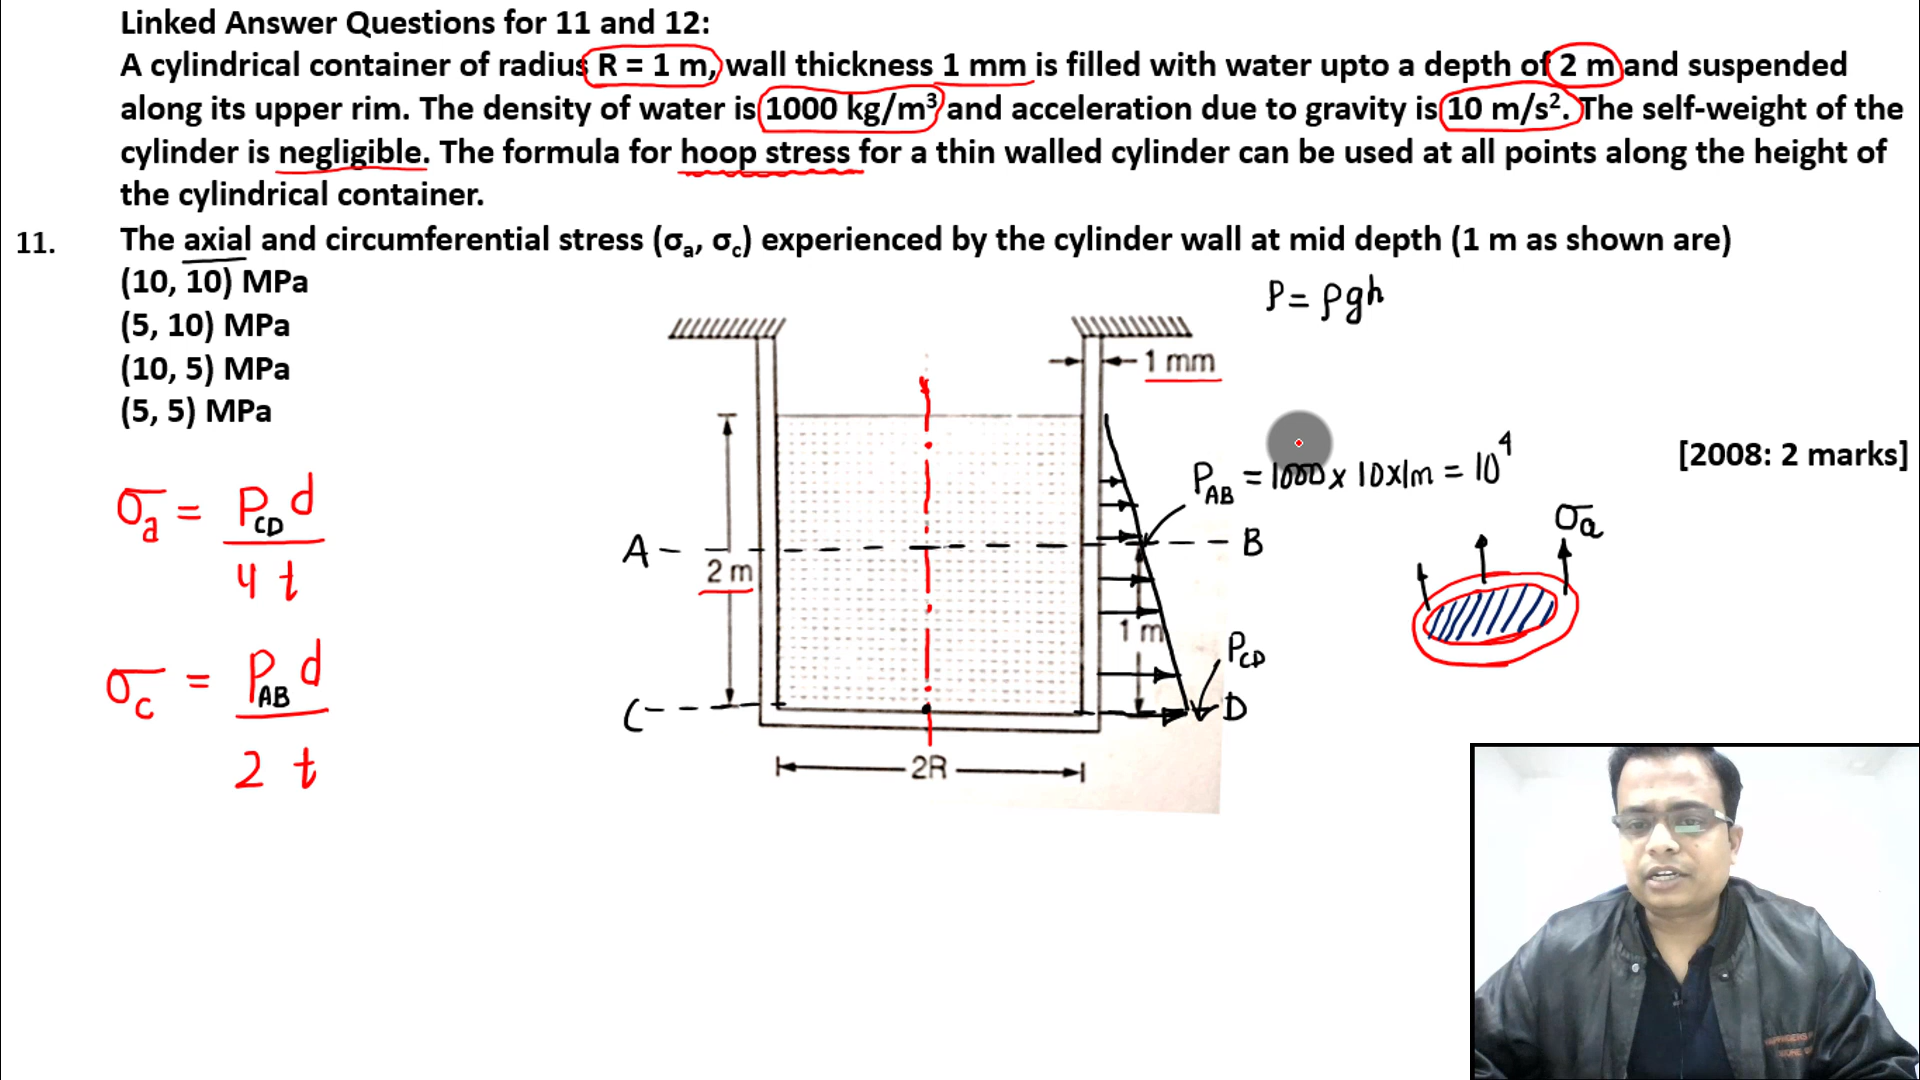 Linked Answer Questions for 11 and 12:
A cylindrical container of radius R = 1 m, wall thickness 1 mm is filled with water upto a depth of 2 m and suspended
along its upper rim. The density of water is 1000 kg/m³ and acceleration due to gravity is 10 m/s². The self-weight of the
cylinder is negligible. The formula for hoop stress for a thin walled cylinder can be used at all points along the height of
the cylindrical container.
11. The axial and circumferential stress (σₐ, σc) experienced by the cylinder wall at mid depth (1 m as shown are)
(10, 10) MPa
(5, 10) MPa
(10, 5) MPa
(5, 5) MPa
P = ρgh
1 mm
[2008: 2 marks]
P_AB = 1000 x 10x1m = 10⁴
σₐ = P_CD d / 4 t
σₐ
A
B
2 m
1 m
σc = P_AB d / 2 t
P_CD
C
D
2R